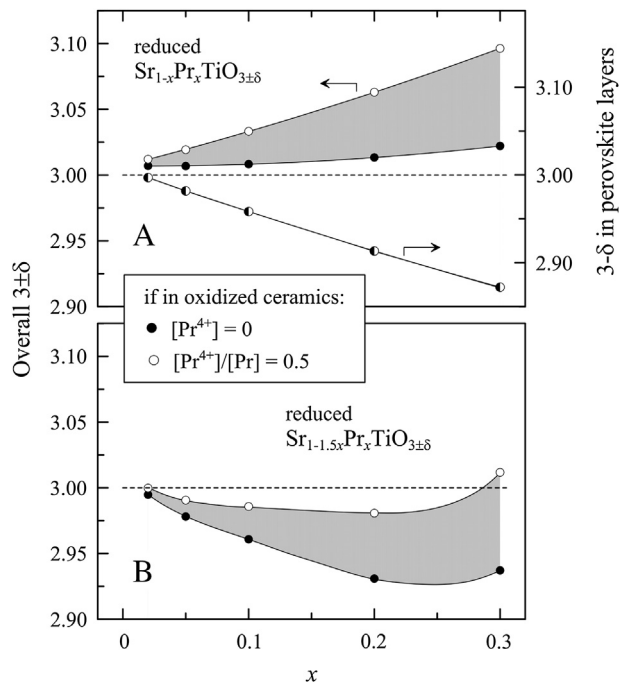 reduced
Sr1-xPrxTiO3±δ
3.10
3.05
3.00
2.95
2.90
3.10
3.00
2.90
A
Overall 3±δ
3-δ in perovskite layers
if in oxidized ceramics:
[Pr4+] = 0
[Pr4+]/[Pr] = 0.5
reduced
Sr1-1.5xPrxTiO3±δ
3.10
3.05
3.00
2.95
2.90
B
0
0.1
0.2
0.3
x